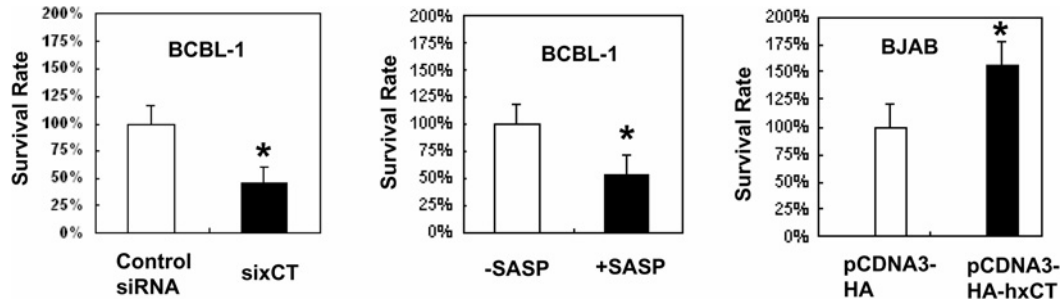 Survival Rate
200%
175%
150%
125%
100%
75%
50%
25%
0%
BCBL-1
*
Control
siRNA
sixCT
Survival Rate
200%
175%
150%
125%
100%
75%
50%
25%
0%
BCBL-1
*
-SASP
+SASP
Survival Rate
200%
175%
150%
125%
100%
75%
50%
25%
0%
BJAB
*
pCDNA3-
HA
pCDNA3-
HA-hxCT